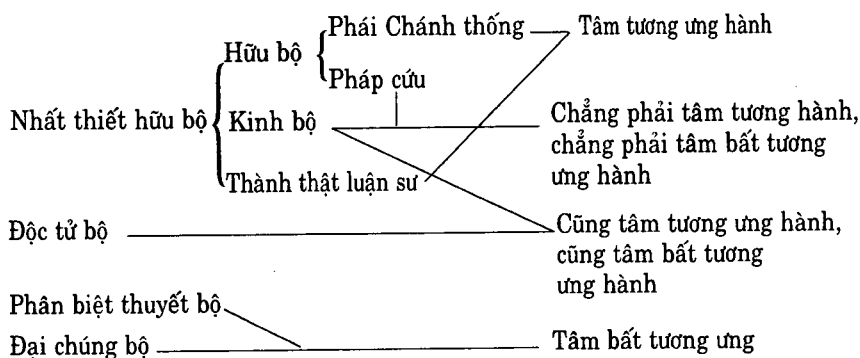 Phái Chánh thống
Tâm tương ưng hành
Hữu bộ
Pháp cứu
Nhất thiết hữu bộ
Kinh bộ
Chẳng phải tâm tương hành,
chẳng phải tâm bất tương
ưng hành
Thành thật luận sư
Độc tử bộ
Cũng tâm tương ưng hành,
cũng tâm bất tương
ưng hành
Phân biệt thuyết bộ
Đại chúng bộ
Tâm bất tương ưng